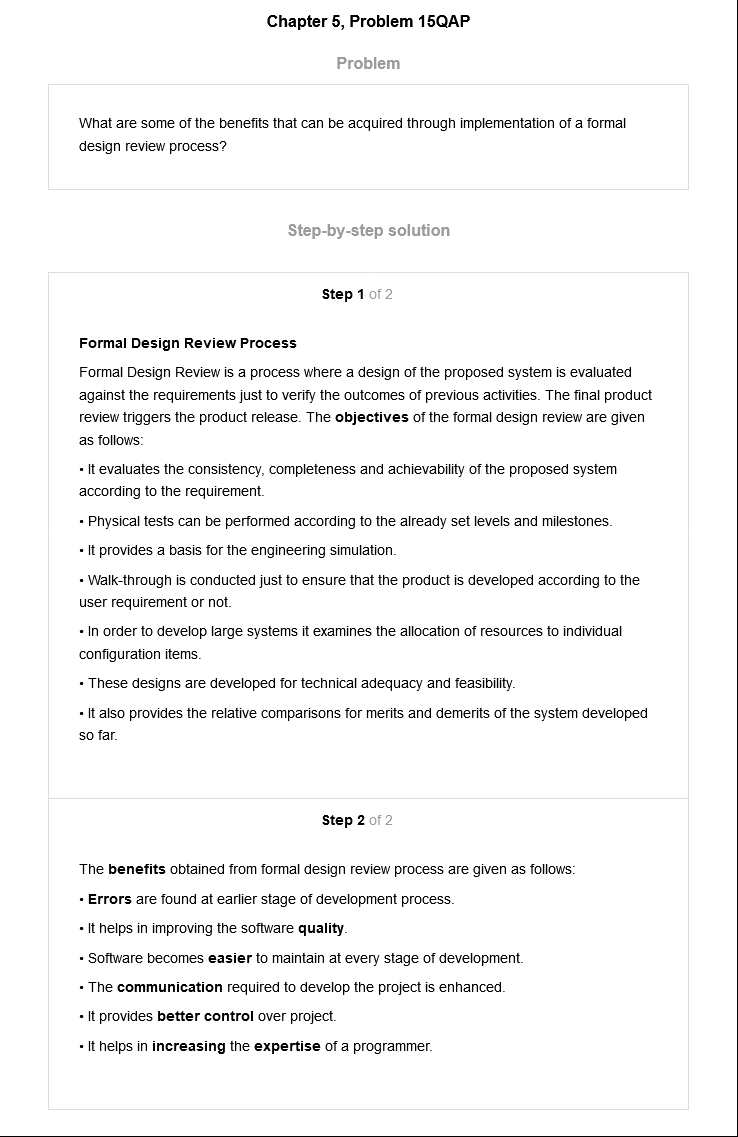 Chapter 5, Problem 15QAP
Problem
What are some of the benefits that can be acquired through implementation of a formal
design review process?
Step-by-step solution
Step 1 of 2
Formal Design Review Process
Formal Design Review is a process where a design of the proposed system is evaluated
against the requirements just to verify the outcomes of previous activities. The final product
review triggers the product release. The objectives of the formal design review are given
as follows:
• It evaluates the consistency, completeness and achievability of the proposed system
according to the requirement.
• Physical tests can be performed according to the already set levels and milestones.
• It provides a basis for the engineering simulation.
• Walk-through is conducted just to ensure that the product is developed according to the
user requirement or not.
• In order to develop large systems it examines the allocation of resources to individual
configuration items.
• These designs are developed for technical adequacy and feasibility.
• It also provides the relative comparisons for merits and demerits of the system developed
so far.
Step 2 of 2
The benefits obtained from formal design review process are given as follows:
• Errors are found at earlier stage of development process.
• It helps in improving the software quality.
• Software becomes easier to maintain at every stage of development.
• The communication required to develop the project is enhanced.
• It provides better control over project.
• It helps in increasing the expertise of a programmer.